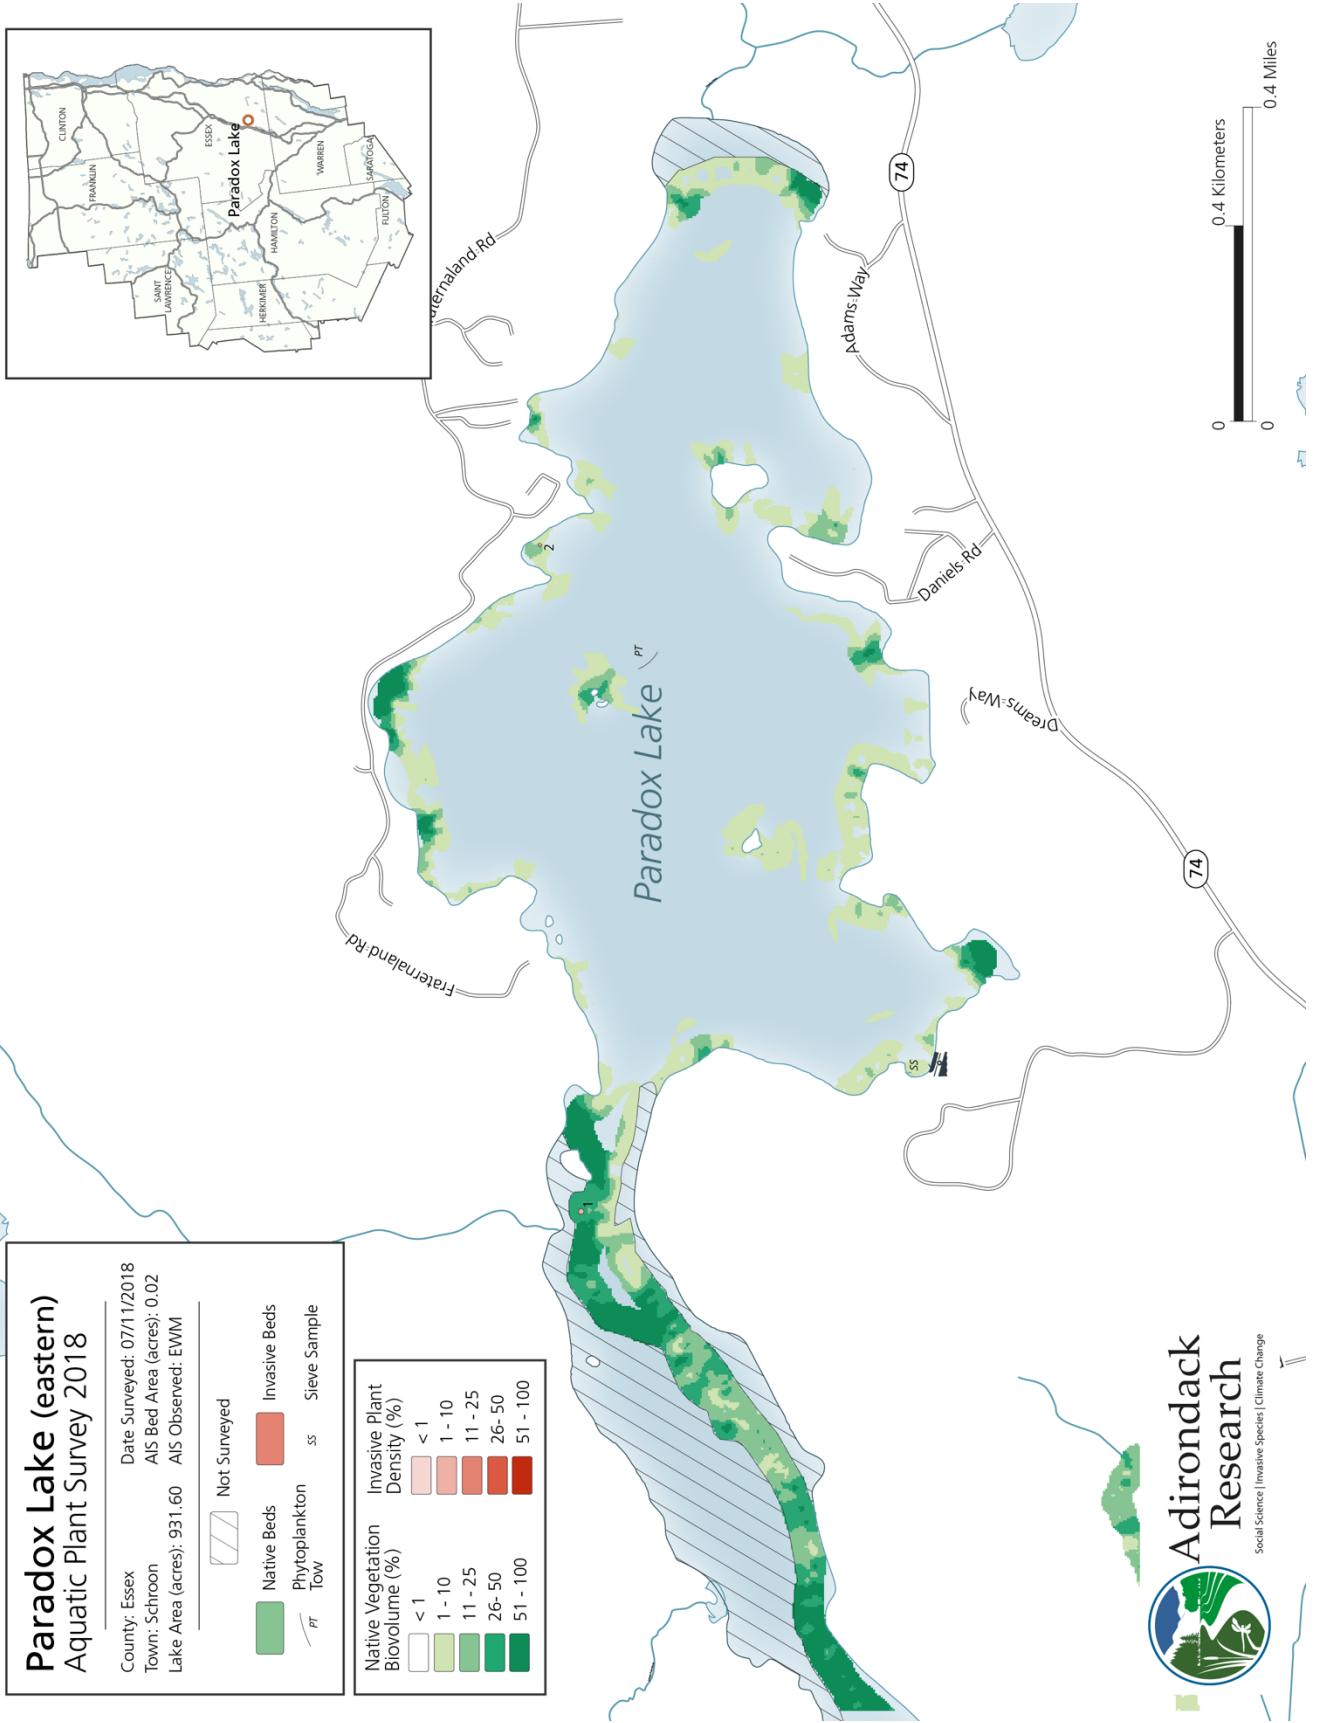 Paradox Lake (eastern)
Aquatic Plant Survey 2018
County: Essex
Town: Schroon
Lake Area (acres): 931.60
Date Surveyed: 07/11/2018
AIS Bed Area (acres): 0.02
AIS Observed: EWM
Not Surveyed
Native Beds
Invasive Beds
PT
Phytoplankton
Tow
SS
Sieve Sample
Native Vegetation
Biovolume (%)
< 1
1 - 10
11 - 25
26- 50
51 - 100
Invasive Plant
Density (%)
< 1
1 - 10
11 - 25
26- 50
51 - 100
CLINTON
FRANKLIN
ESSEX
Paradox Lake
SAINT
LAWRENCE
HAMILTON
HERKIMER
WARREN
SARATOGA
FULTON
Fraternaland Rd
aternaland Rd
Paradox Lake
PT
1
2
SS
Adams Way
Daniels Rd
Dreams Way
74
74
0
0.4 Kilometers
0
0.4 Miles
Adirondack
Research
Social Science | Invasive Species | Climate Change